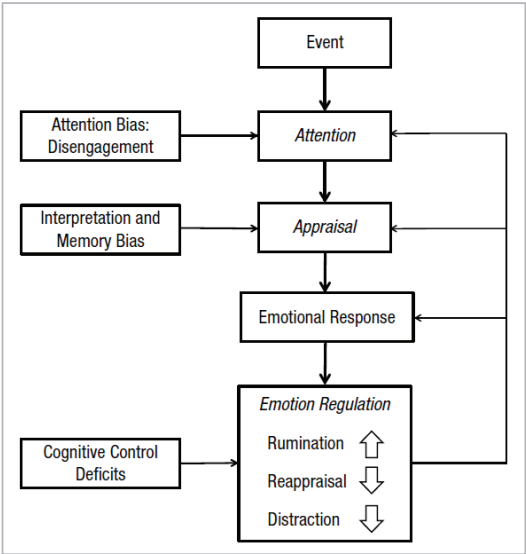 Event
Attention Bias:
Disengagement
Attention
Interpretation and
Memory Bias
Appraisal
Emotional Response
Emotion Regulation
Rumination
Reappraisal
Distraction
Cognitive Control
Deficits